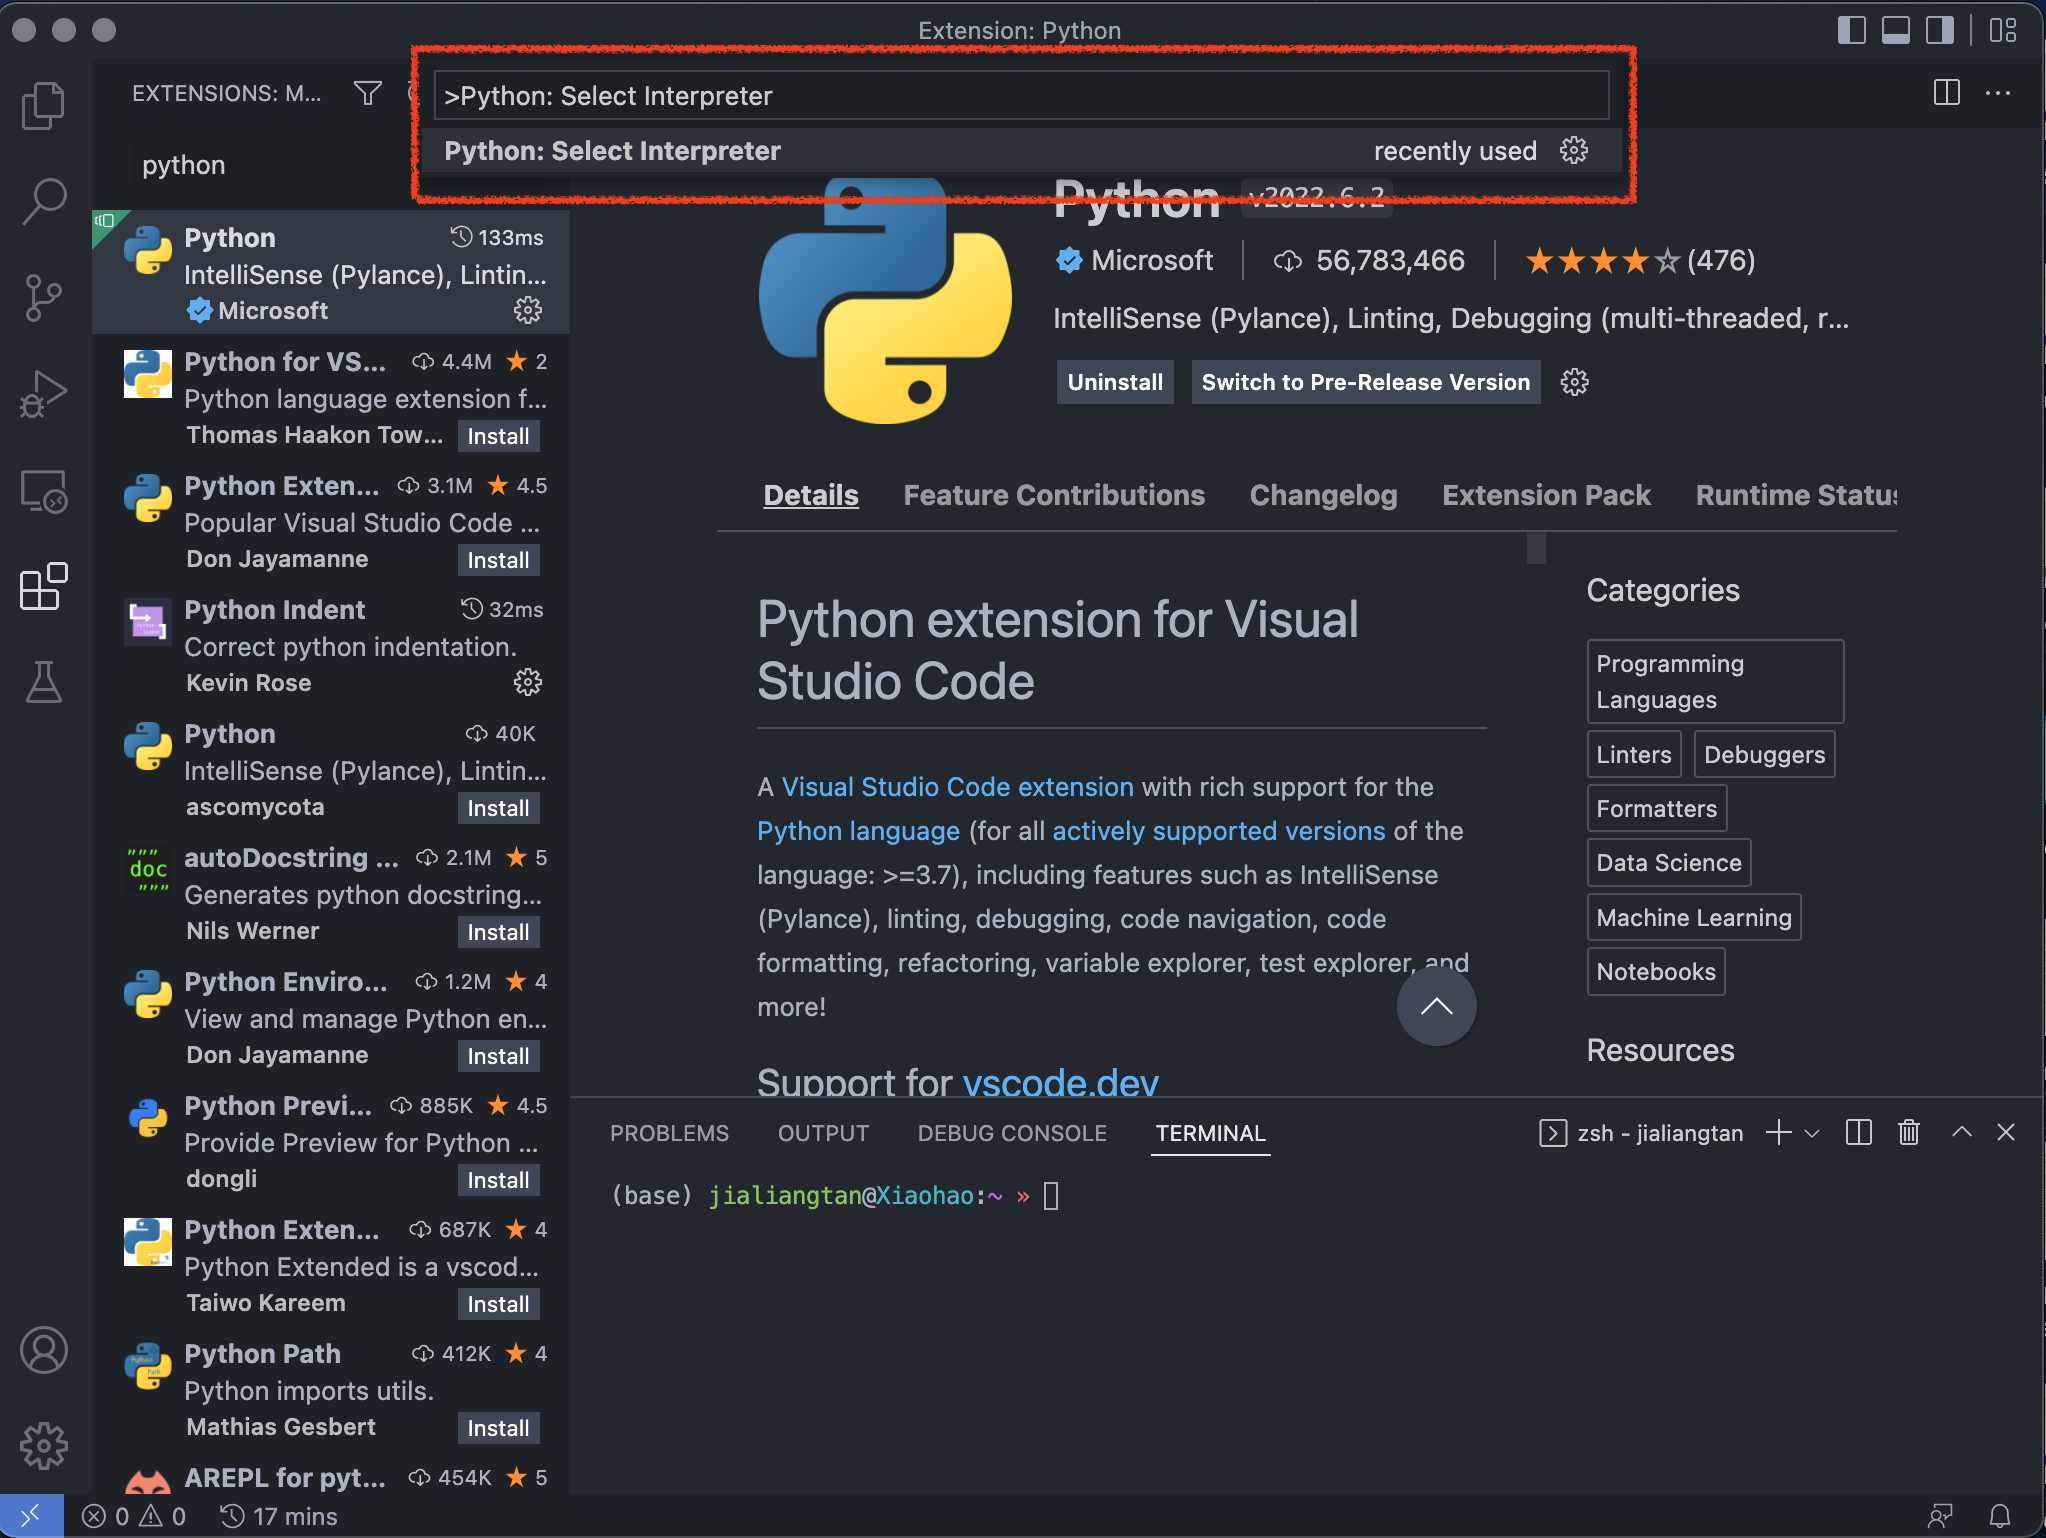 Extension: Python
EXTENSIONS: M...
>Python: Select Interpreter
Python: Select Interpreter recently used
python
Python 133ms
IntelliSense (Pylance), Lintin...
Microsoft
Python for VS... 4.4M 2
Python language extension f...
Thomas Haakon Tow... Install
Python Exten... 3.1M 4.5
Popular Visual Studio Code ...
Don Jayamanne Install
Python Indent 32ms
Correct python indentation.
Kevin Rose
Python 40K
IntelliSense (Pylance), Lintin...
ascomycota Install
"""
doc
"""
autoDocstring ... 2.1M 5
Generates python docstring...
Nils Werner Install
Python Enviro... 1.2M 4
View and manage Python en...
Don Jayamanne Install
Python Previ... 885K 4.5
Provide Preview for Python ...
dongli Install
Python Exten... 687K 4
Python Extended is a vscod...
Taiwo Kareem Install
Python Path 412K 4
Python imports utils.
Mathias Gesbert Install
AREPL for pyt... 454K 5
Python v2022.6.2
Microsoft 56,783,466 (476)
IntelliSense (Pylance), Linting, Debugging (multi-threaded, r...
Uninstall Switch to Pre-Release Version
Details Feature Contributions Changelog Extension Pack Runtime Status
Python extension for Visual
Studio Code
A Visual Studio Code extension with rich support for the
Python language (for all actively supported versions of the
language: >=3.7), including features such as IntelliSense
(Pylance), linting, debugging, code navigation, code
formatting, refactoring, variable explorer, test explorer, and
more!
Support for vscode.dev
Categories
Programming
Languages
Linters Debuggers
Formatters
Data Science
Machine Learning
Notebooks
Resources
PROBLEMS OUTPUT DEBUG CONSOLE TERMINAL zsh - jialiangtan
(base) jialiangtan@Xiaohao:~ »
0 0 17 mins